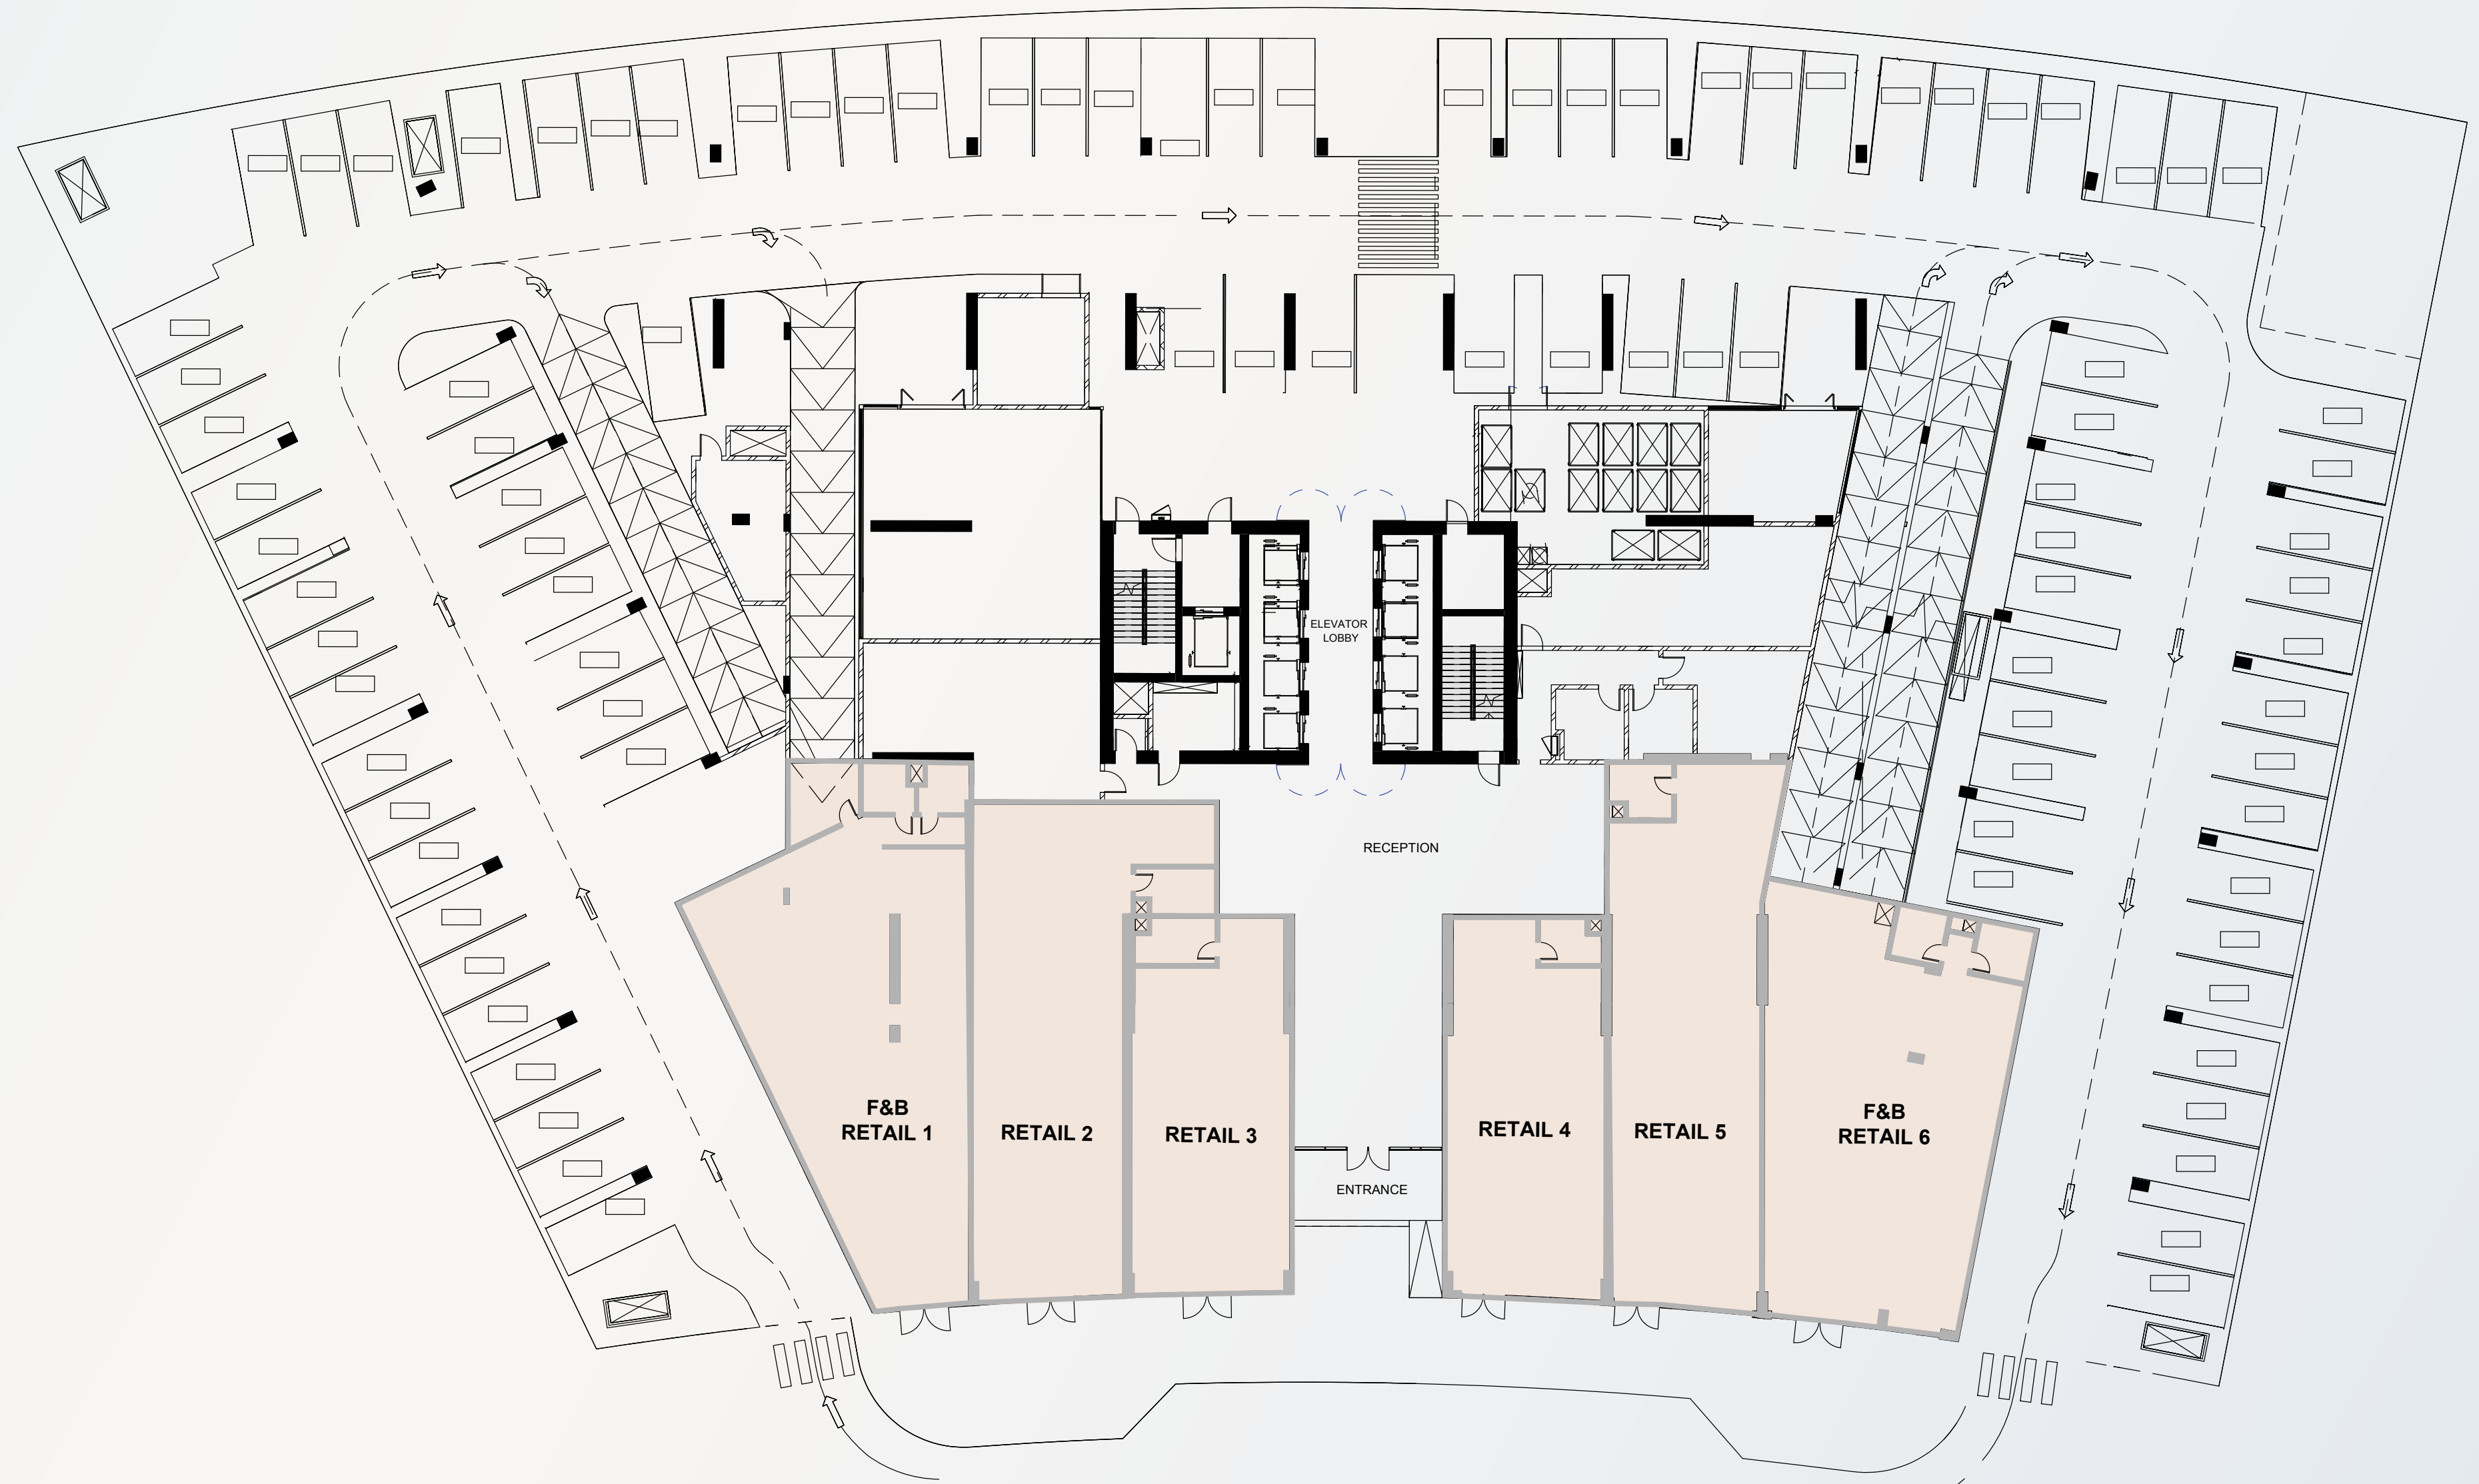 ELEVATOR
LOBBY
RECEPTION
F&B
RETAIL 1
RETAIL 2
RETAIL 3
RETAIL 4
RETAIL 5
F&B
RETAIL 6
ENTRANCE